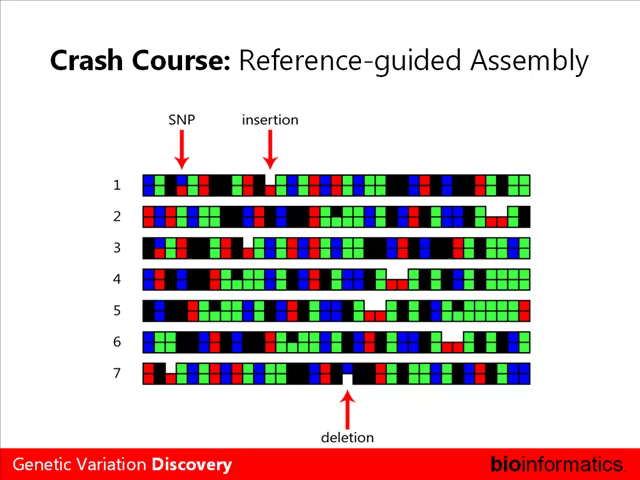 Crash Course: Reference-guided Assembly
SNP
insertion
1
2
3
4
5
6
7
deletion
Genetic Variation Discovery
bioinformatics.